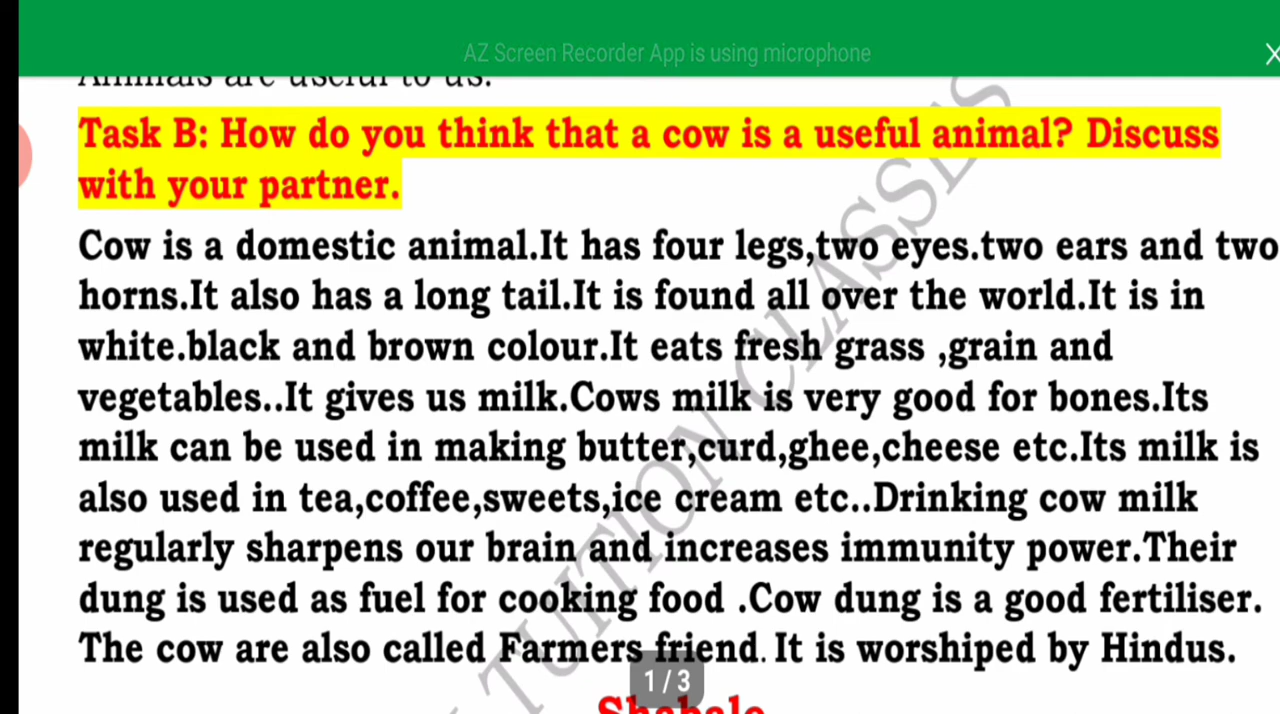 AZ Screen Recorder App is using microphone
X
Animals are useful to us.
Task B: How do you think that a cow is a useful animal? Discuss
with your partner.
Cow is a domestic animal.It has four legs,two eyes.two ears and two
horns.It also has a long tail.It is found all over the world.It is in
white.black and brown colour.It eats fresh grass ,grain and
vegetables..It gives us milk.Cows milk is very good for bones.Its
milk can be used in making butter,curd,ghee,cheese etc.Its milk is
also used in tea,coffee,sweets,ice cream etc..Drinking cow milk
regularly sharpens our brain and increases immunity power.Their
dung is used as fuel for cooking food .Cow dung is a good fertiliser.
The cow are also called Farmers friend. It is worshiped by Hindus.
1 / 3
TUITION CLASSES